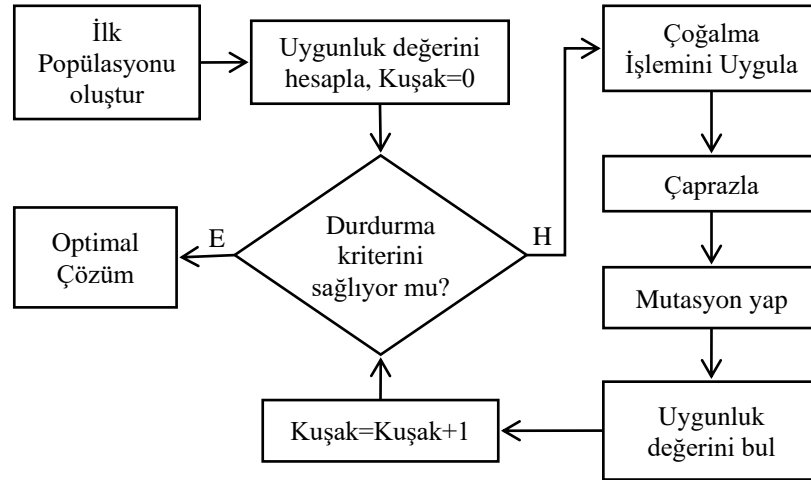 İlk
Popülasyonu
oluştur
Uygunluk değerini
hesapla, Kuşak=0
Çoğalma
İşlemini Uygula
Çaprazla
Durdurma
kriterini
sağlıyor mu?
E
H
Optimal
Çözüm
Mutasyon yap
Uygunluk
değerini bul
Kuşak=Kuşak+1